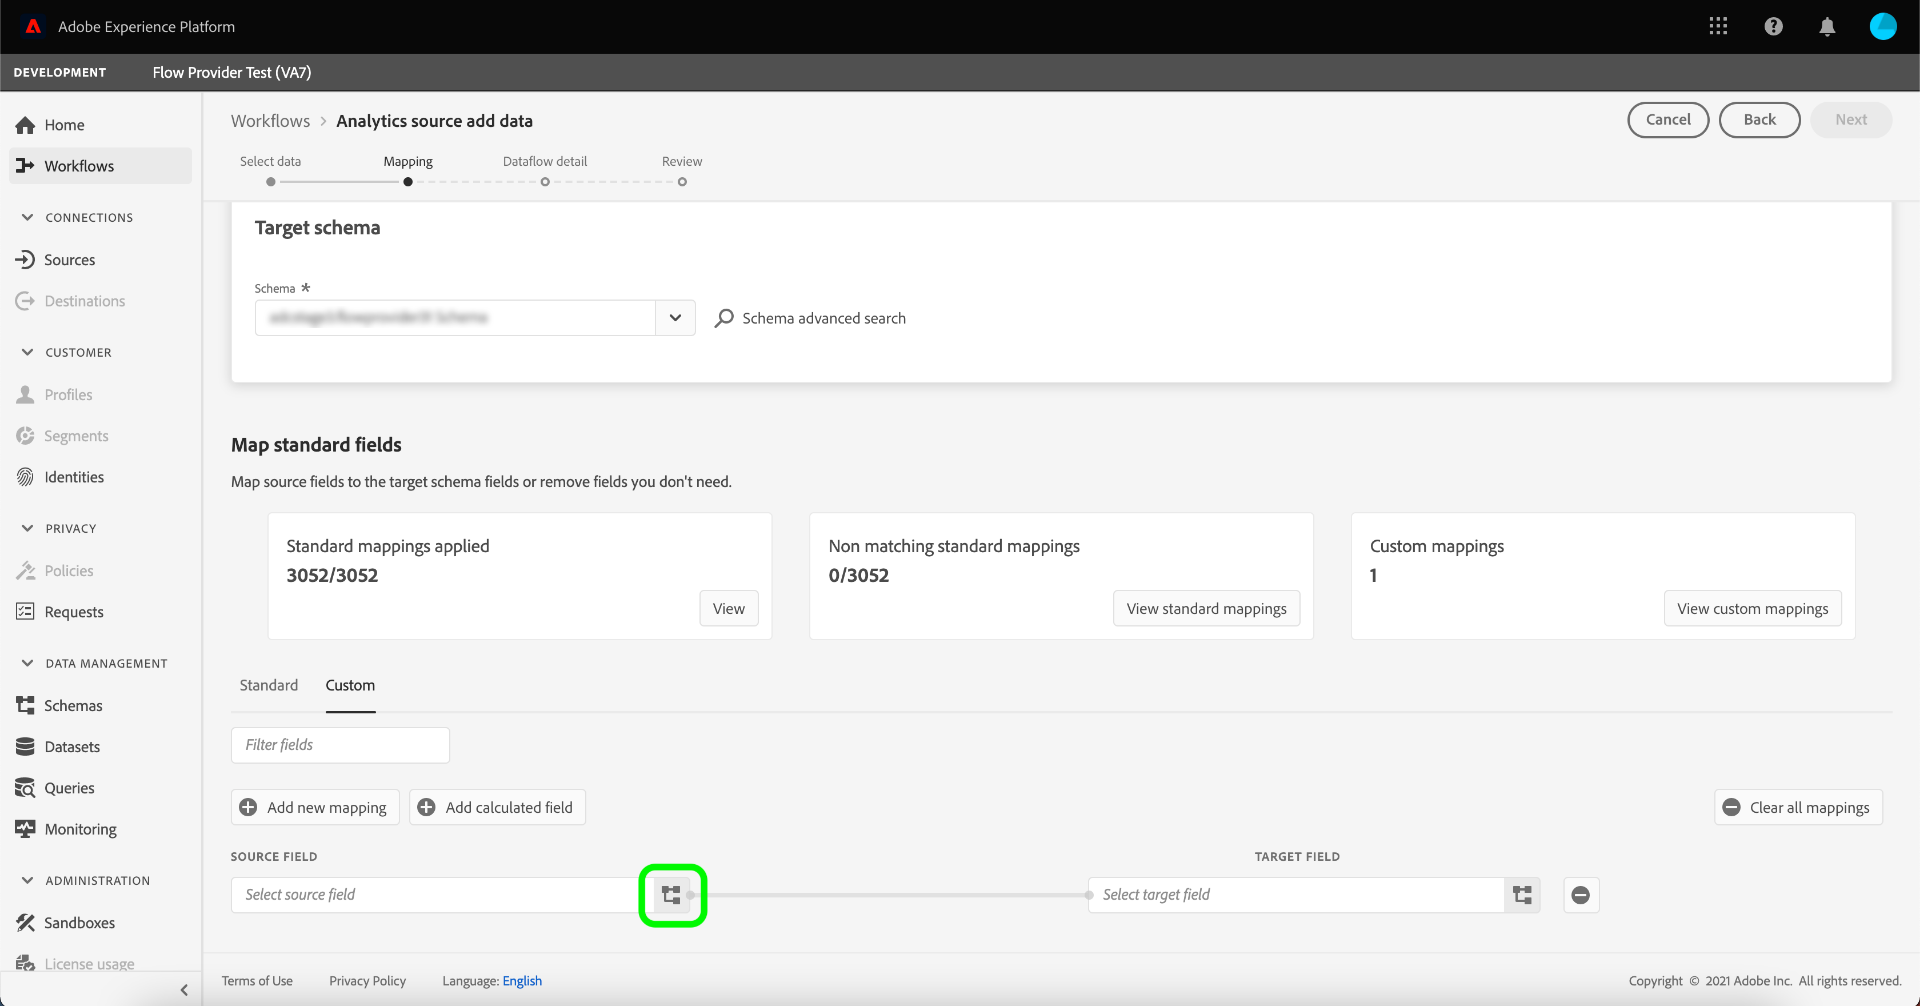 Adobe Experience Platform
DEVELOPMENT Flow Provider Test (VA7)
Home
Workflows
CONNECTIONS
Sources
Destinations
CUSTOMER
Profiles
Segments
Identities
PRIVACY
Policies
Requests
DATA MANAGEMENT
Schemas
Datasets
Queries
Monitoring
ADMINISTRATION
Sandboxes
License usage
Workflows > Analytics source add data
Cancel Back Next
Select data Mapping Dataflow detail Review
Target schema
Schema *
Schema advanced search
Map standard fields
Map source fields to the target schema fields or remove fields you don't need.
Standard mappings applied
3052/3052
View
Non matching standard mappings
0/3052
View standard mappings
Custom mappings
1
View custom mappings
Standard Custom
Filter fields
Add new mapping Add calculated field Clear all mappings
SOURCE FIELD TARGET FIELD
Select source field Select target field
Terms of Use Privacy Policy Language: English Copyright © 2021 Adobe Inc. All rights reserved.